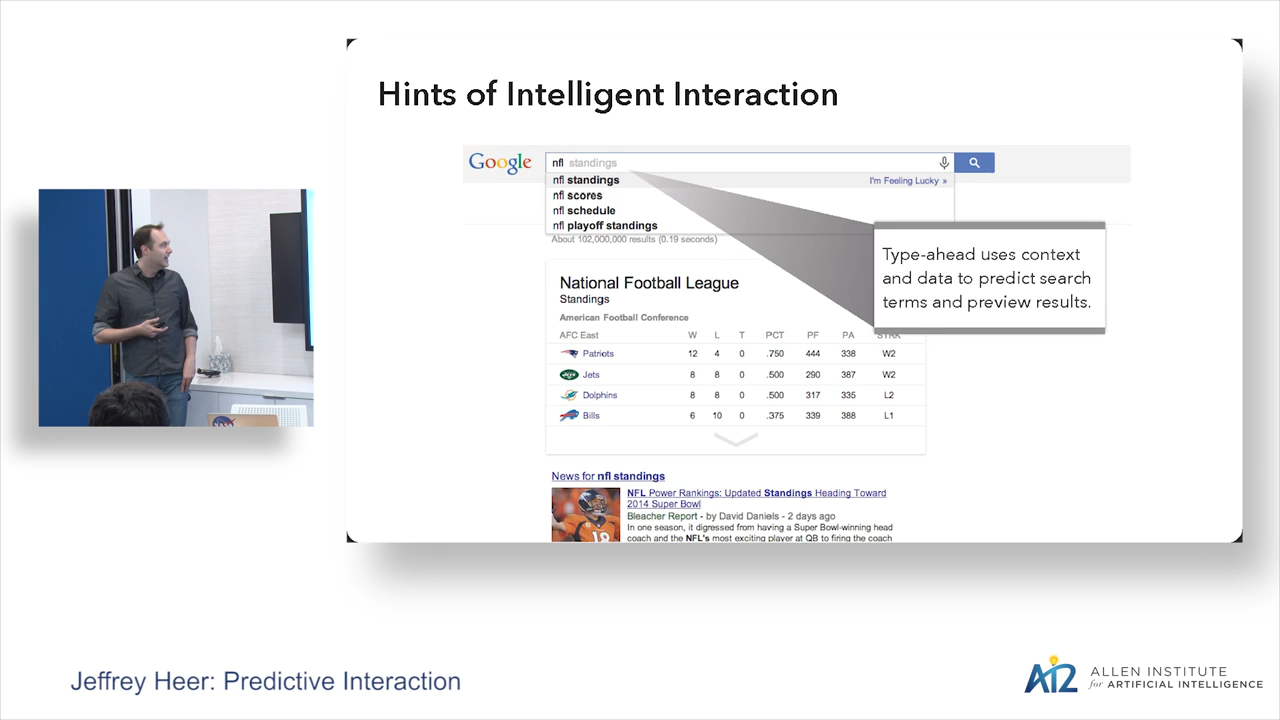 Hints of Intelligent Interaction
Google
nfl standings
nfl standings
I'm Feeling Lucky »
nfl scores
nfl schedule
nfl playoff standings
About 102,000,000 results (0.19 seconds)
Type-ahead uses context
and data to predict search
terms and preview results.
National Football League
Standings
American Football Conference
AFC East W L T PCT PF PA STRK
Patriots 12 4 0 .750 444 338 W2
Jets 8 8 0 .500 290 387 W2
Dolphins 8 8 0 .500 317 335 L2
Bills 6 10 0 .375 339 388 L1
News for nfl standings
NFL Power Rankings: Updated Standings Heading Toward
2014 Super Bowl
Bleacher Report - by David Daniels - 2 days ago
In one season, it digressed from having a Super Bowl-winning head
coach and the NFL's most exciting player at QB to firing the coach
NASA
Jeffrey Heer: Predictive Interaction
AI2
ALLEN INSTITUTE
for ARTIFICIAL INTELLIGENCE